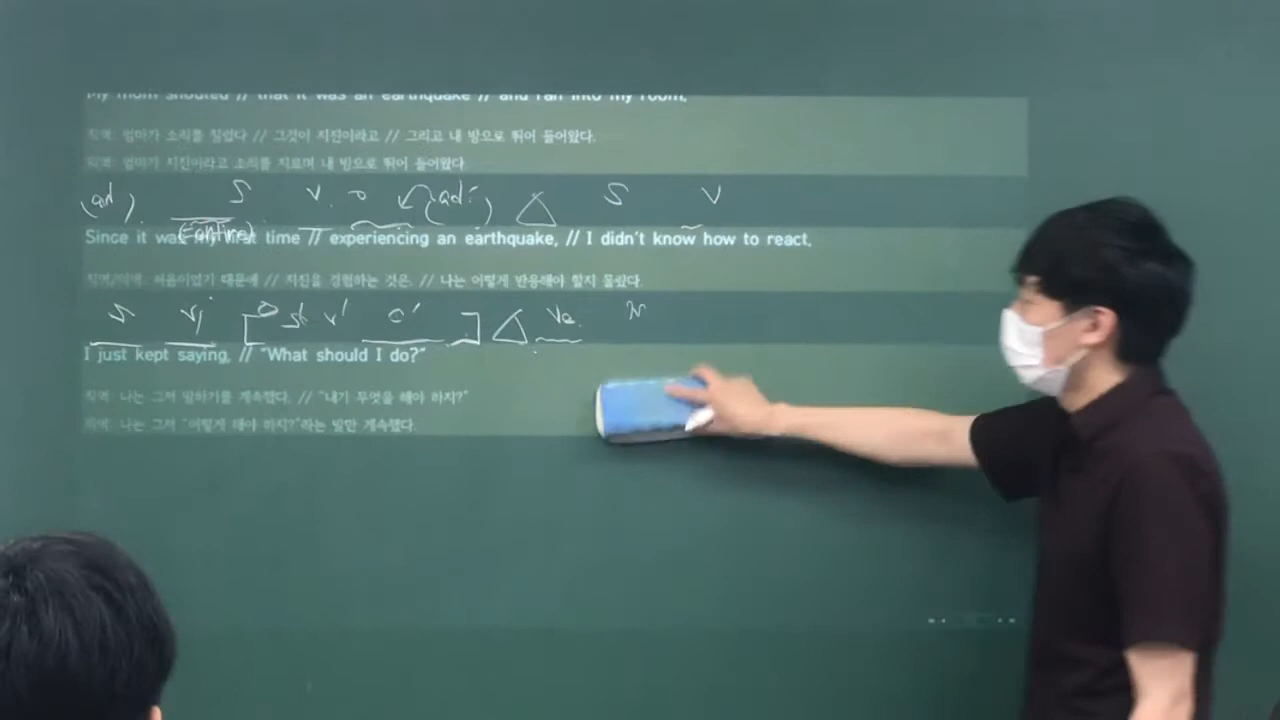 My mom shouted // that it was an earthquake // and ran into my room.
직역: 엄마가 소리를 질렀다 // 그것이 지진이라고 // 그리고 내 방으로 뛰어 들어왔다.
의역: 엄마가 지진이라고 소리를 지르며 내 방으로 뛰어 들어왔다
(ad) S V o (ad: ) △ S V
Since it was my first time // experiencing an earthquake, // I didn't know how to react.
직역/의역: 처음이었기 때문에 // 지진을 경험하는 것은, // 나는 어떻게 반응해야 할지 몰랐다.
V' c' ] △
I just kept saying, // "What should I do?"
직역: 나는 그저 말하기를 계속했다. // "내가 무엇을 해야 하지?"
의역: 나는 그저 "어떻게 해야 하지?"라는 말만 계속했다.